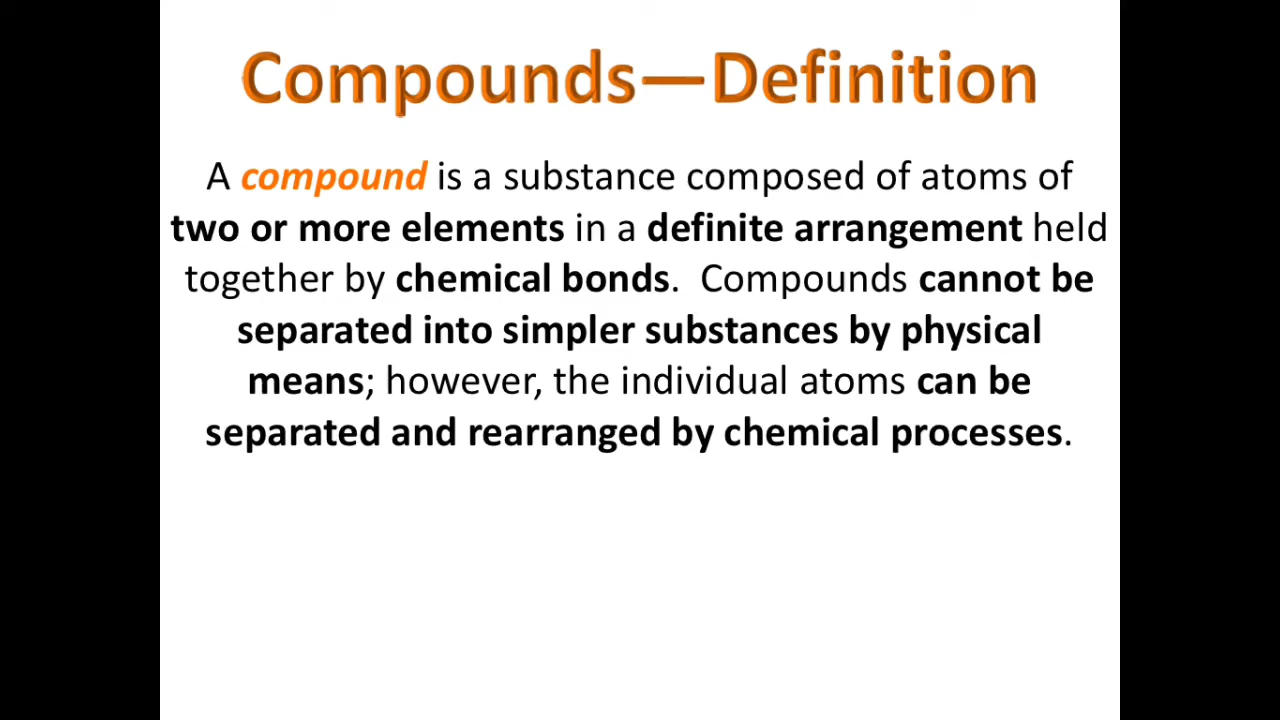 Compounds—Definition
A compound is a substance composed of atoms of
two or more elements in a definite arrangement held
together by chemical bonds.  Compounds cannot be
separated into simpler substances by physical
means; however, the individual atoms can be
separated and rearranged by chemical processes.